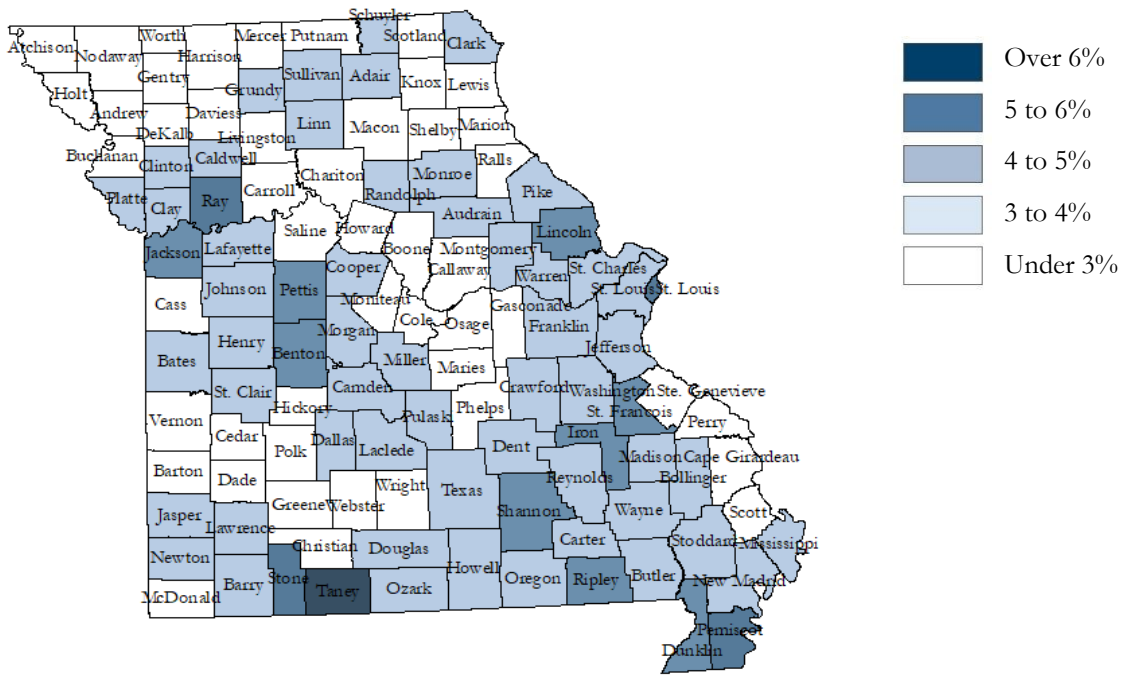 Schuyler
Worth
Mercer
Putnam
Scotland
Clark
Atchison
Nodaway
Harrison
Gentry
Sullivan
Adair
Knox
Lewis
Holt
Grundy
Andrew
Daviess
DeKalb
Livingston
Linn
Macon
Shelby
Marion
Buchanan
Clinton
Caldwell
Carroll
Chariton
Monroe
Ralls
Randolph
Platte
Clay
Ray
Pike
Audrain
Saline
Howard
Boone
Lincoln
Jackson
Lafayette
Cooper
Montgomery
Callaway
Warren
St. Charles
Johnson
Pettis
Moniteau
St. Louis
St. Louis
Cass
Cole
Osage
Gasconade
Franklin
Henry
Morgan
Jefferson
Bates
Benton
Miller
Maries
St. Clair
Camden
Crawford
Washington
Ste. Genevieve
Hickory
Pulask
Phelps
St. Francois
Perry
Vernon
Cedar
Polk
Dallas
Laclede
Dent
Iron
Madison
Cape Girardeau
Bollinger
Barton
Dade
Wright
Texas
Reynolds
Greene
Webster
Shannon
Wayne
Scott
Jasper
Lawrence
Christian
Douglas
Carter
Stoddard
Mississippi
Newton
Barry
Stone
Taney
Ozark
Howell
Oregon
Ripley
Butler
New Madrid
McDonald
Pemiscot
Dunklin
Over 6%
5 to 6%
4 to 5%
3 to 4%
Under 3%